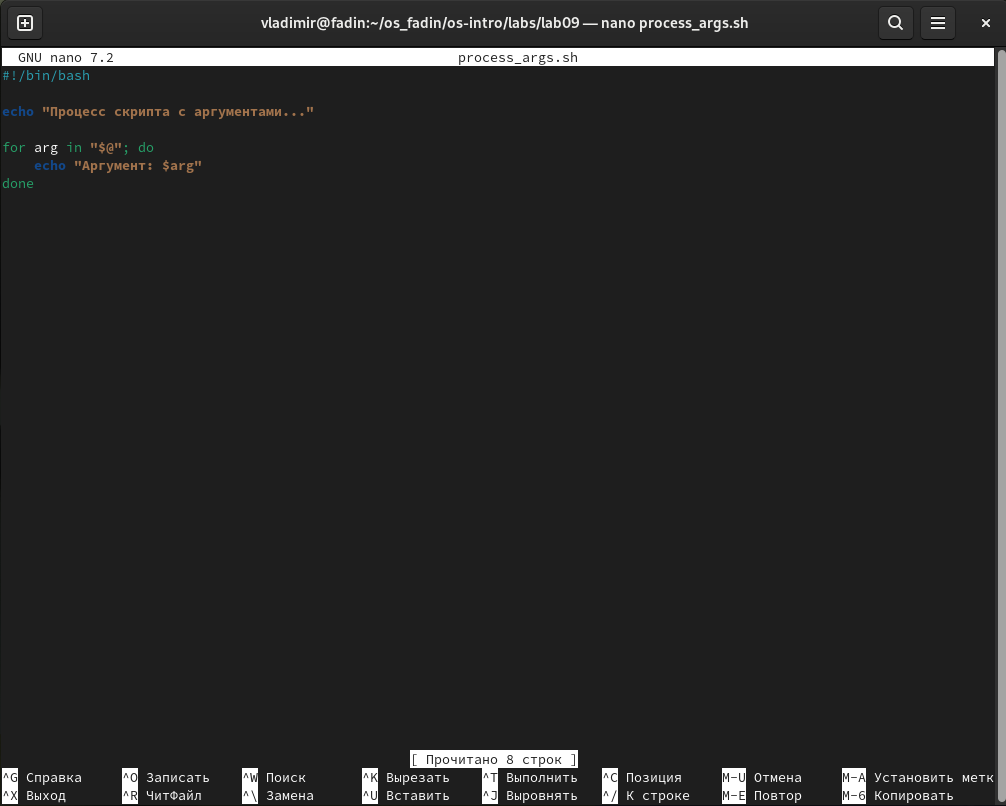 vladimir@fadin:~/os_fadin/os-intro/labs/lab09 — nano process_args.sh
GNU nano 7.2 process_args.sh
#!/bin/bash
echo "Процесс скрипта с аргументами..."
for arg in "$@"; do
    echo "Аргумент: $arg"
done
[ Прочитано 8 строк ]
^G Справка ^O Записать ^W Поиск ^K Вырезать ^T Выполнить ^C Позиция M-U Отмена M-A Установить метк
^X Выход ^R ЧитФайл ^\ Замена ^U Вставить ^J Выровнять ^/ К строке M-E Повтор M-6 Копировать